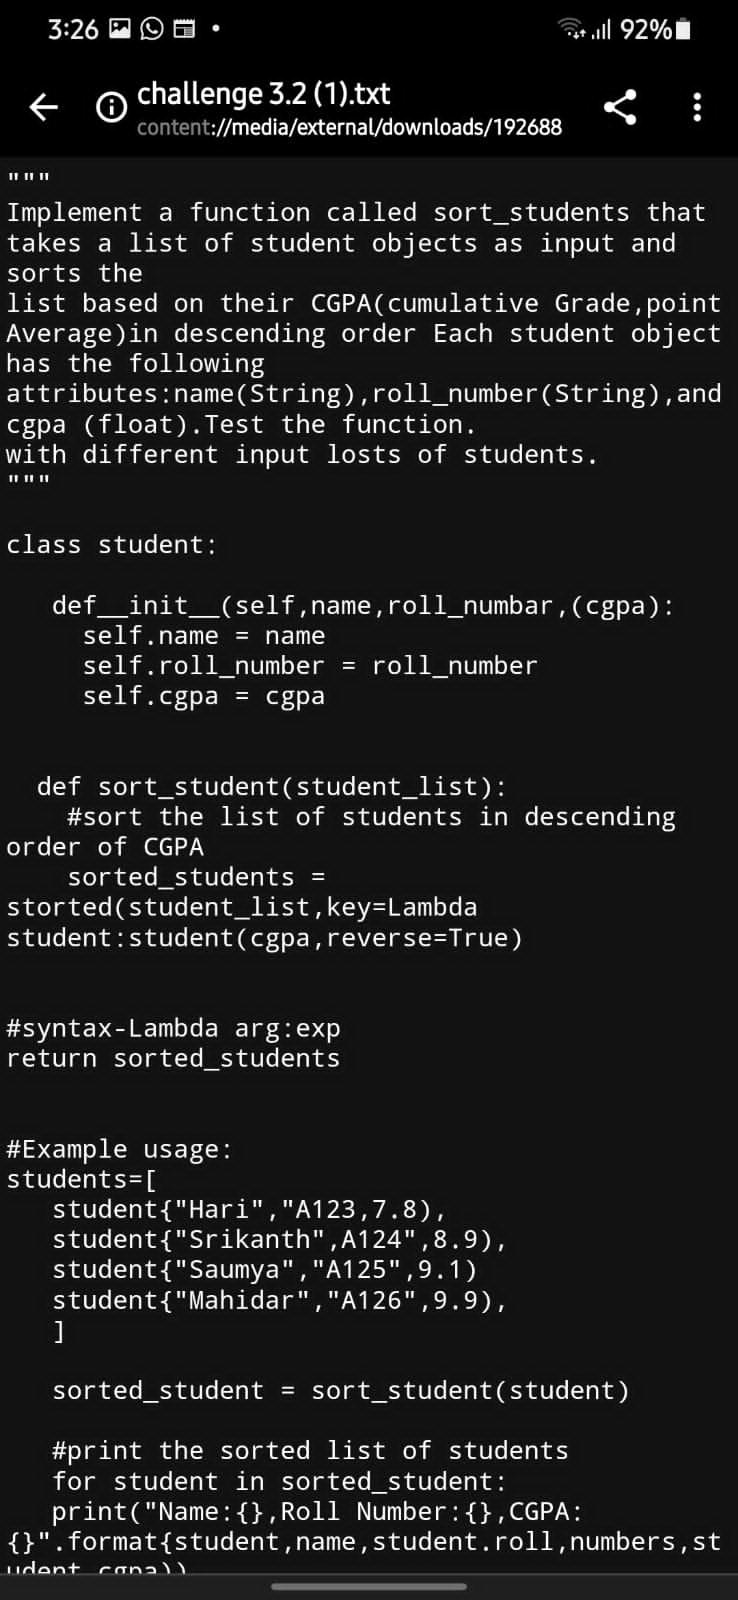 3:26 92%
challenge 3.2 (1).txt
content://media/external/downloads/192688
"""
Implement a function called sort_students that
takes a list of student objects as input and
sorts the
list based on their CGPA(cumulative Grade,point
Average)in descending order Each student object
has the following
attributes:name(String),roll_number(String),and
cgpa (float).Test the function.
with different input losts of students.
"""
class student:
def__init__(self,name,roll_numbar,(cgpa):
self.name = name
self.roll_number = roll_number
self.cgpa = cgpa
def sort_student(student_list):
#sort the list of students in descending
order of CGPA
sorted_students =
storted(student_list,key=Lambda
student:student(cgpa,reverse=True)
#syntax-Lambda arg:exp
return sorted_students
#Example usage:
students=[
student{"Hari","A123,7.8),
student{"Srikanth",A124",8.9),
student{"Saumya","A125",9.1)
student{"Mahidar","A126",9.9),
]
sorted_student = sort_student(student)
#print the sorted list of students
for student in sorted_student:
print("Name:{},Roll Number:{},CGPA:
{}".format{student,name,student.roll,numbers,st
udent.cgpa))